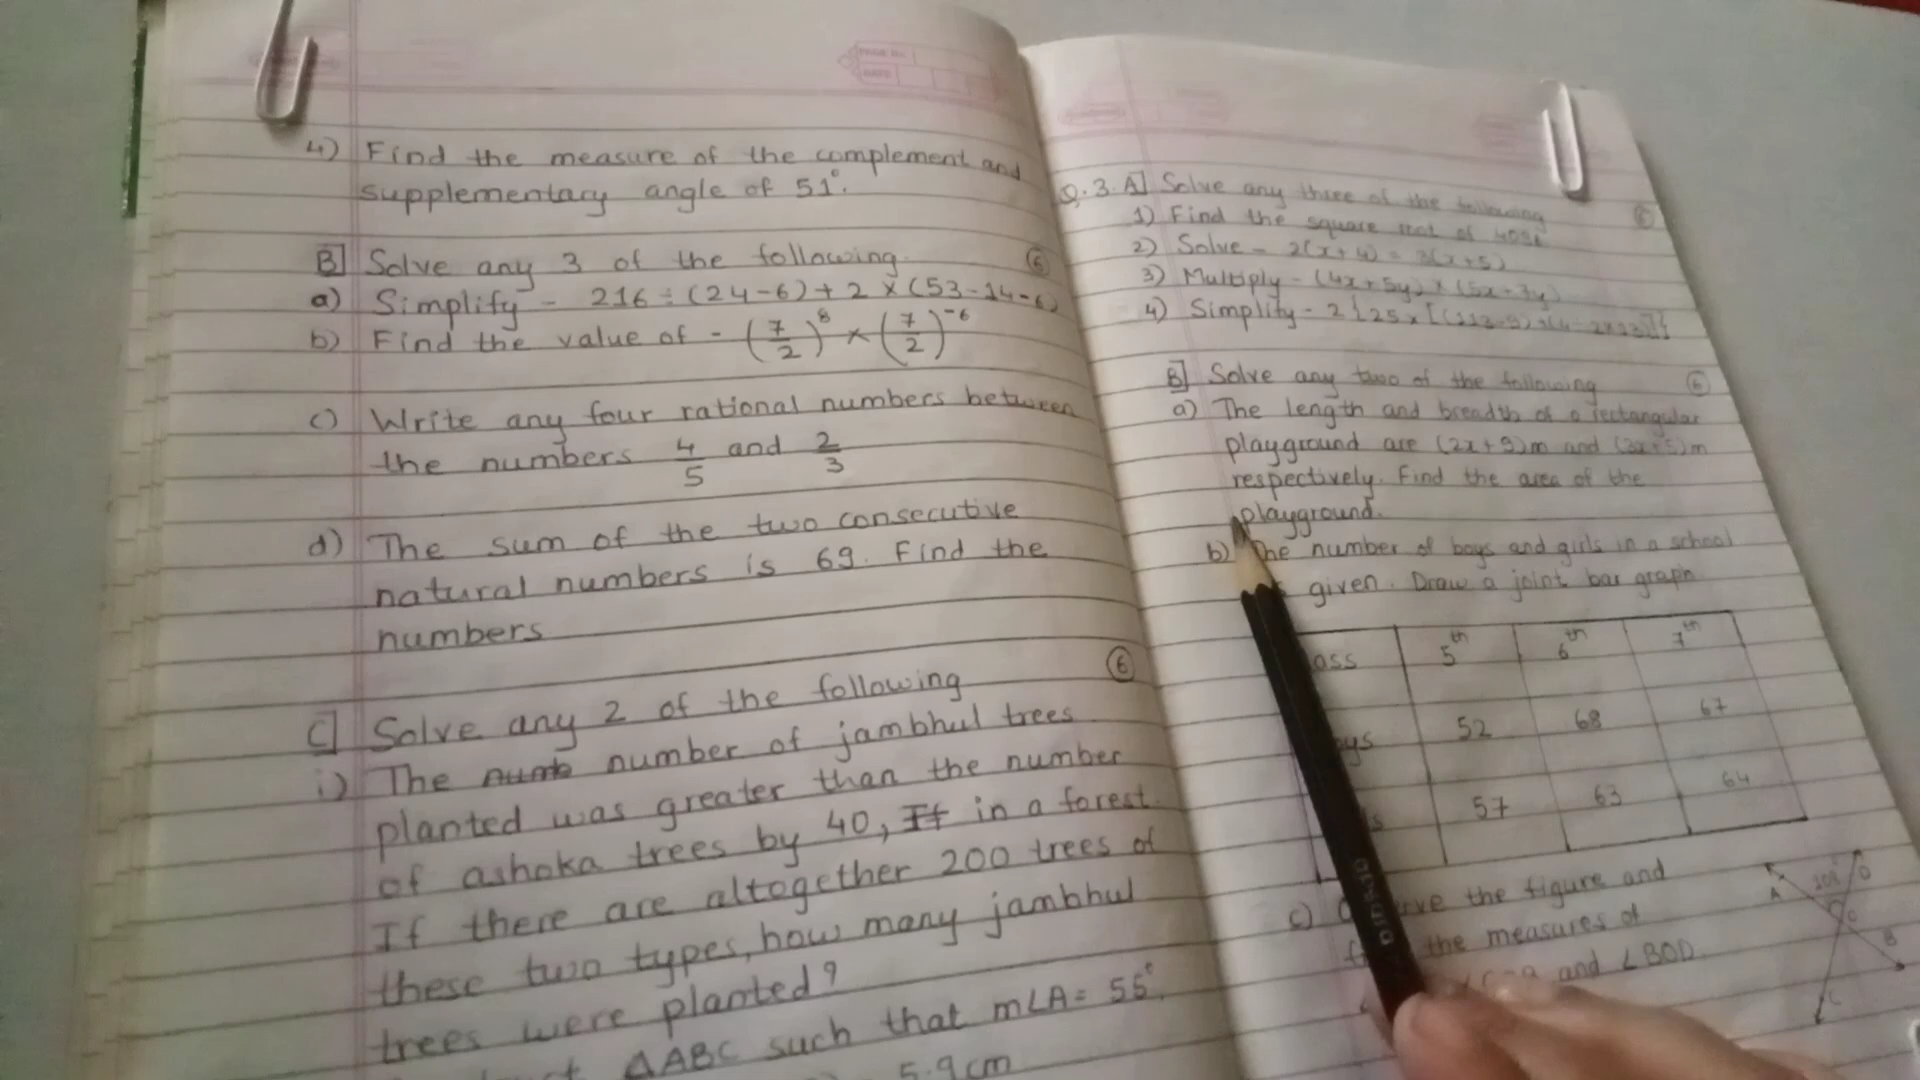 4) Find the measure of the complement and
supplementary angle of 51°.
B] Solve any 3 of the following. 6
a) Simplify - 216 ÷ (24-6) + 2 × (53-14-6)
b) Find the value of - (7/2)^8 × (7/2)^-6
c) Write any four rational numbers between
the numbers 4/5 and 2/3
d) The sum of the two consecutive
natural numbers is 69. Find the
numbers
C] Solve any 2 of the following 6
i) The number of jambhul trees
planted was greater than the number
of ashoka trees by 40, in a forest.
If there are altogether 200 trees of
these two types, how many jambhul
trees were planted?
ΔABC such that m∠A = 55°.
5.9cm
Q.3.A] Solve any three of the following
1) Find the square root of
2) Solve - 2(x+4) = (x+5)
3) Multiply - (4x+5y) × (5x-7y)
4) Simplify - 2{25x[
B] Solve any two of the following 6
a) The length and breadth of a rectangular
playground are (2x+9)m and m
respectively. Find the area of the
playground.
b) The number of boys and girls in a school
given. Draw a joint bar graph
5th 6th 7th
52 68 67
57 63 64
c) the figure and
the measures of
and ∠BOD.
A D
O
B
C
DOMS